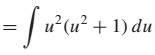 = ∫ u²(u² + 1) du